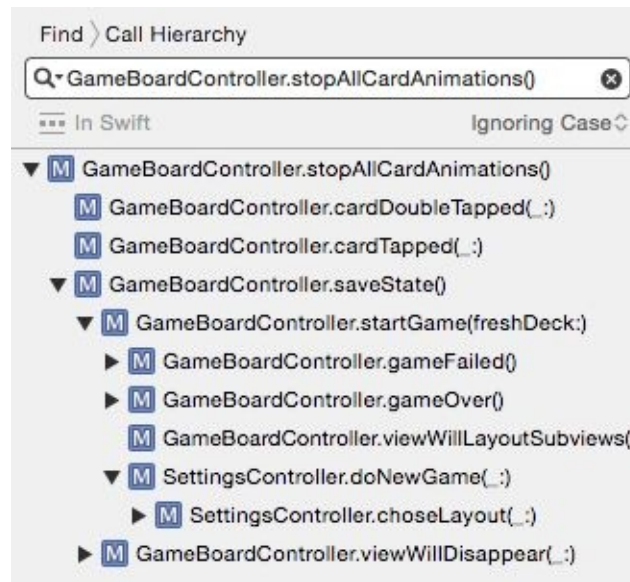 Find 〉Call Hierarchy
GameBoardController.stopAllCardAnimations()
In Swift Ignoring Case
M GameBoardController.stopAllCardAnimations()
M GameBoardController.cardDoubleTapped(_:)
M GameBoardController.cardTapped(_:)
M GameBoardController.saveState()
M GameBoardController.startGame(freshDeck:)
M GameBoardController.gameFailed()
M GameBoardController.gameOver()
M GameBoardController.viewWillLayoutSubviews(
M SettingsController.doNewGame(_:)
M SettingsController.choseLayout(_:)
M GameBoardController.viewWillDisappear(_:)